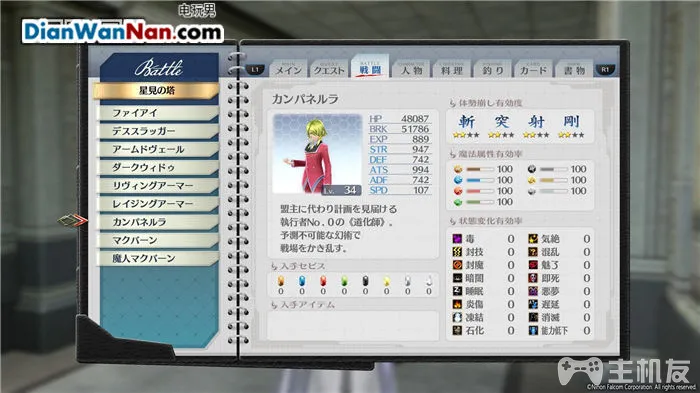 电玩男
DianWanNan.com
Battle
星見の塔
ファイアイ
デススラッガー
アームドヴェール
ダークウィドゥ
リヴィングアーマー
レイジングアーマー
カンパネルラ
マクバーン
魔人マクバーン
L1
メイン
クエスト
BATTLE
戦闘
人物
料理
釣り
カード
書物
R1
カンパネルラ
HP 48087
BRK 51786
EXP 889
STR 947
DEF 742
ATS 994
ADF 742
SPD 107
Lv. 34
盟主に代わり計画を見届ける
執行者No.0の《道化師》。
予測不可能な幻術で
戦場をかき乱す。
入手セピス
0 0 0 0 0 0 0
入手アイテム
体勢崩し有効度
斬 突 射 剛
魔法属性有効率
100 100
100 100
100 100
100
状態変化有効率
毒 0 気絶 0
封技 0 混乱 0
封魔 0 魅了 0
暗闇 0 即死 0
睡眠 0 悪夢 0
炎傷 0 遅延 0
凍結 0 消滅 0
石化 0 能力低下 0
主机友
©Nihon Falcom Corporation. All rights reserved.